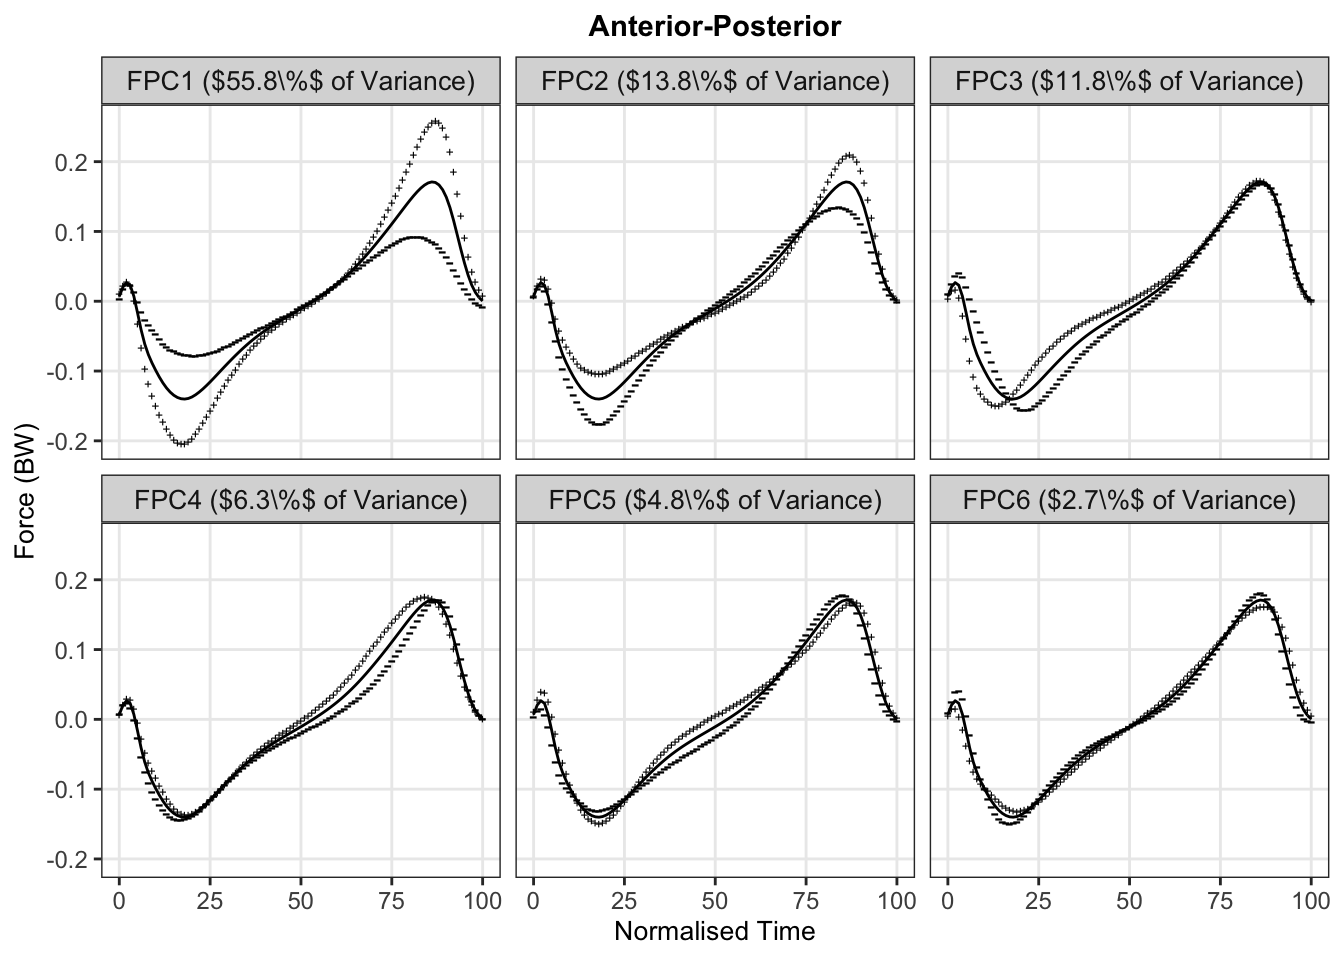 Anterior-Posterior
FPC1 ($55.8\%$ of Variance)
FPC2 ($13.8\%$ of Variance)
FPC3 ($11.8\%$ of Variance)
0.2
0.1
0.0
-0.1
-0.2
FPC4 ($6.3\%$ of Variance)
FPC5 ($4.8\%$ of Variance)
FPC6 ($2.7\%$ of Variance)
0.2
0.1
0.0
-0.1
-0.2
Force (BW)
0 25 50 75 100
0 25 50 75 100
0 25 50 75 100
Normalised Time